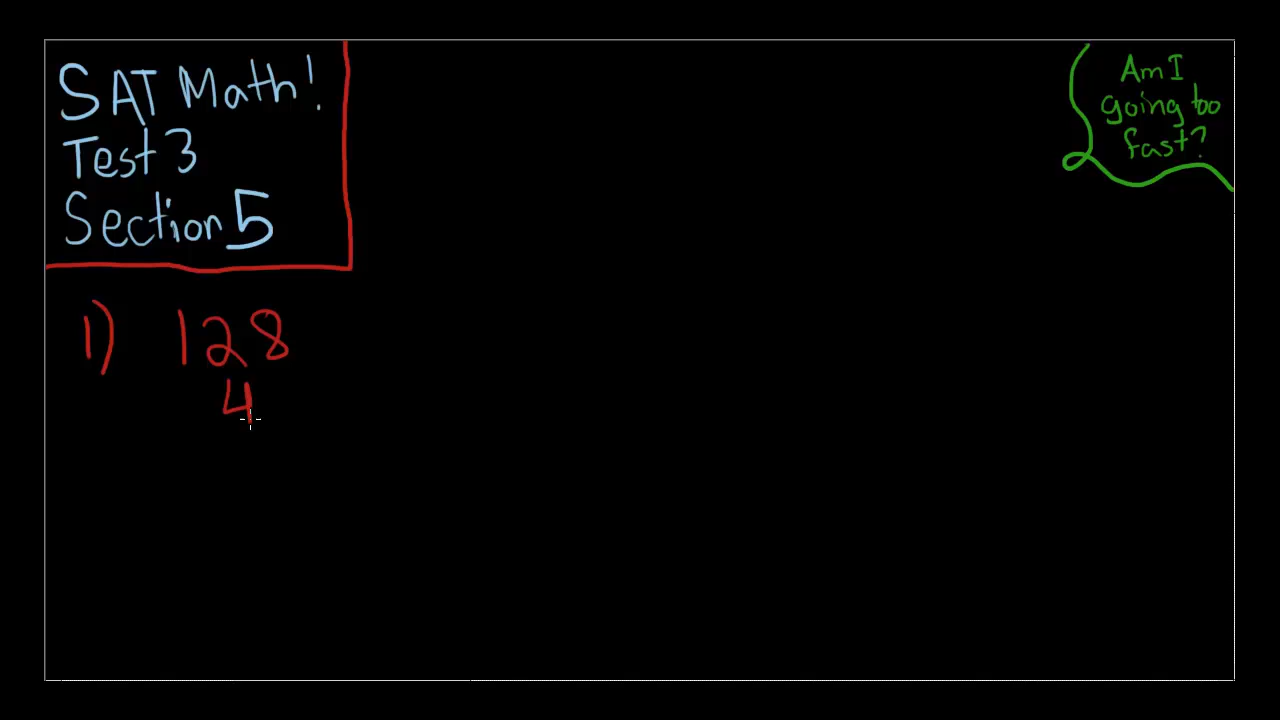 SAT Math!
Test 3
Section 5
Am I
going too
fast?
1) 128
4